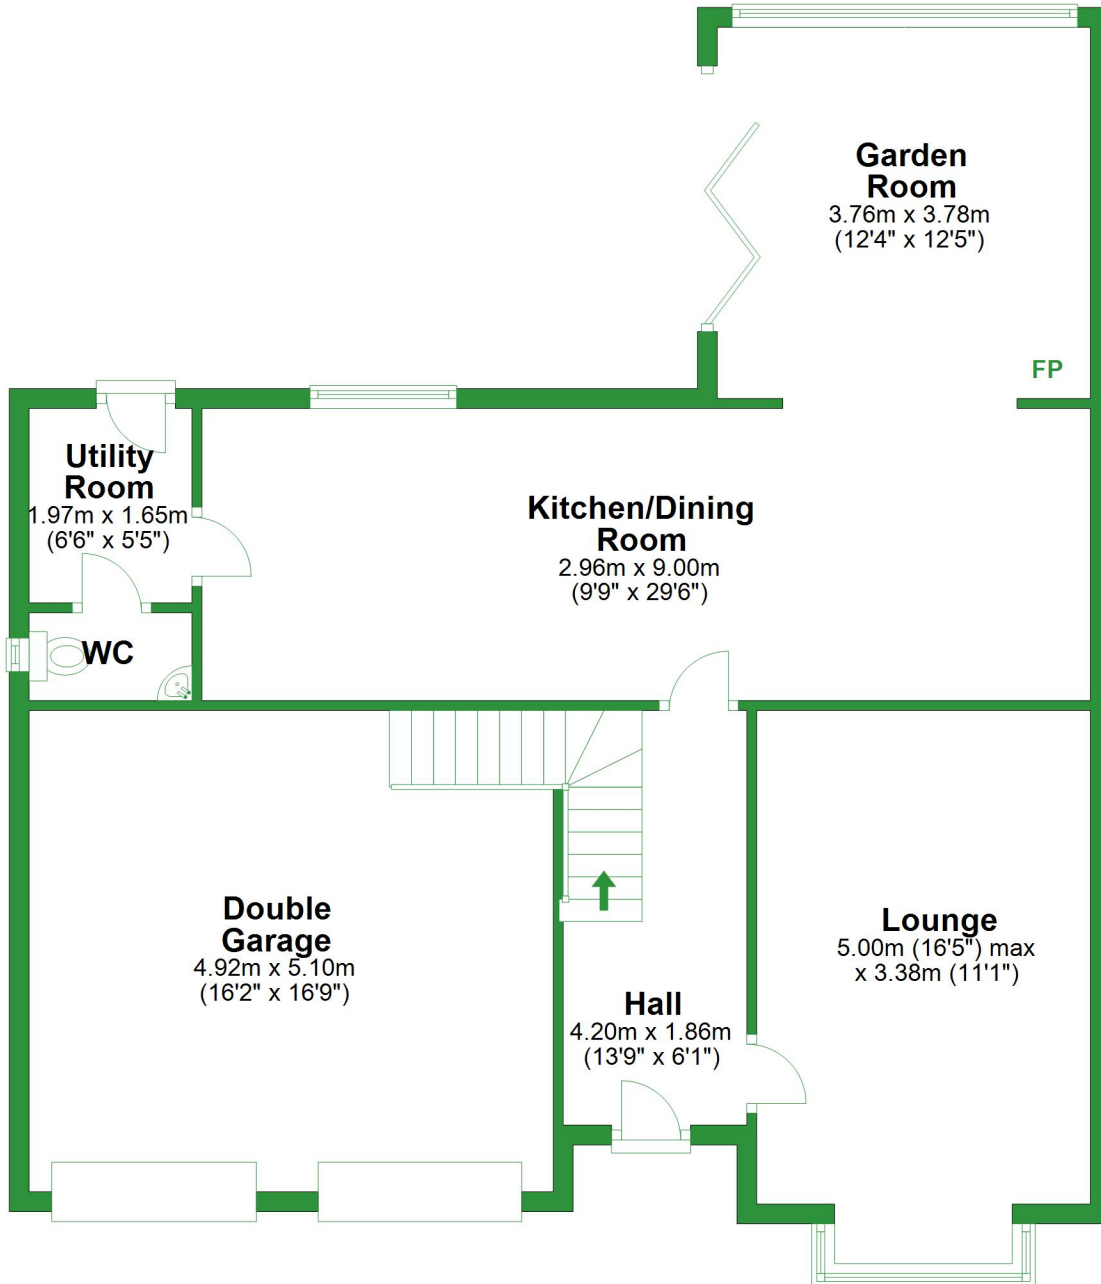 Garden
Room
3.76m x 3.78m
(12'4" x 12'5")
FP
Utility
Room
1.97m x 1.65m
(6'6" x 5'5")
Kitchen/Dining
Room
2.96m x 9.00m
(9'9" x 29'6")
WC
Double
Garage
4.92m x 5.10m
(16'2" x 16'9")
Lounge
5.00m (16'5") max
x 3.38m (11'1")
Hall
4.20m x 1.86m
(13'9" x 6'1")